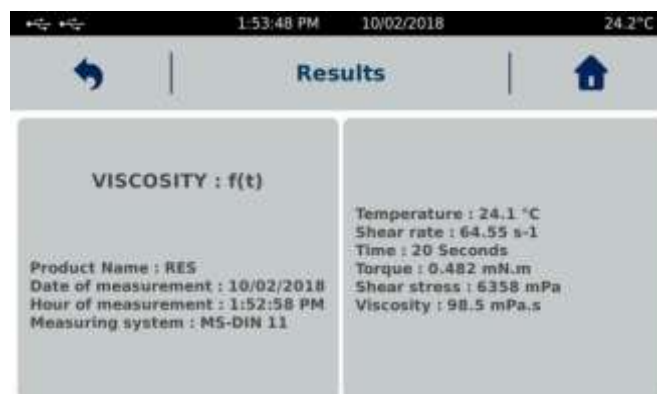 1:53:48 PM 10/02/2018 24.2°C
Results
VISCOSITY : f(t)
Product Name : RES
Date of measurement : 10/02/2018
Hour of measurement : 1:52:58 PM
Measuring system : MS-DIN 11
Temperature : 24.1 °C
Shear rate : 64.55 s-1
Time : 20 Seconds
Torque : 0.482 mN.m
Shear stress : 6358 mPa
Viscosity : 98.5 mPa.s